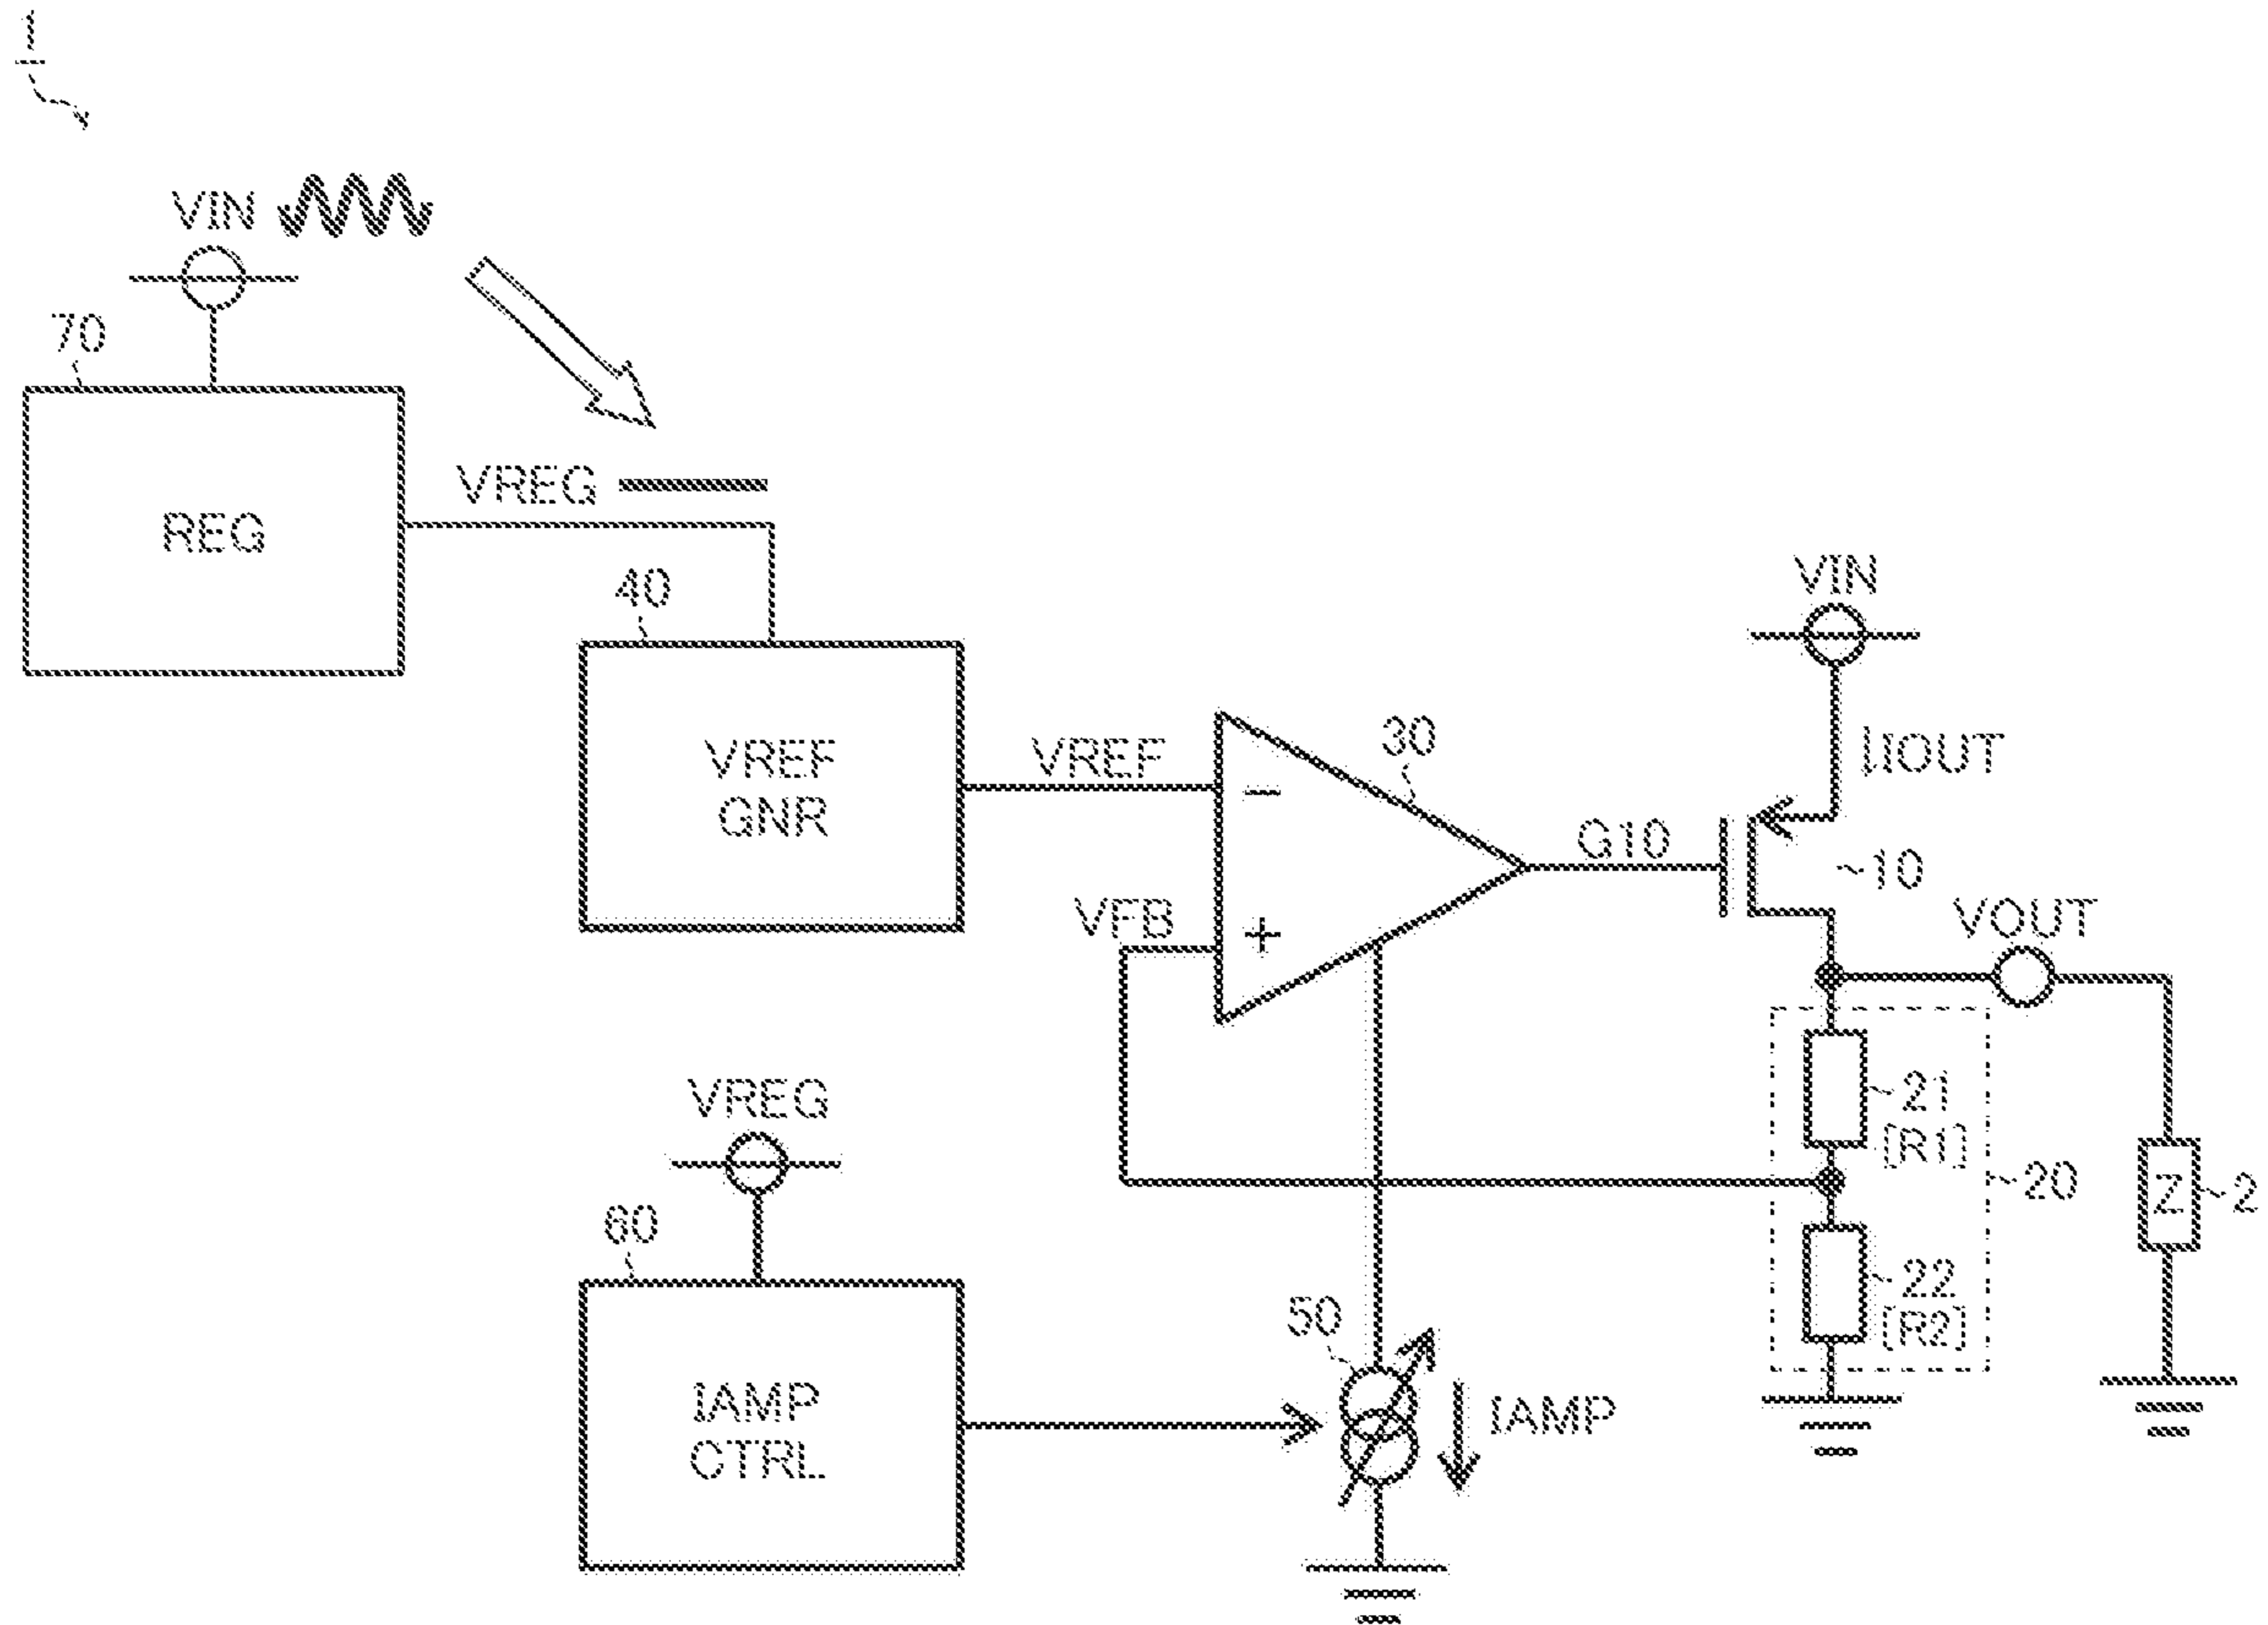 1
VIN
70
REG
VREG
40
VREF
GNR
VREF
30
-
+
VFB
G10
VIN
IOUT
10
VOUT
21
[R1]
20
22
[R2]
Z
2
VREG
60
IAMP
CTRL
50
IAMP